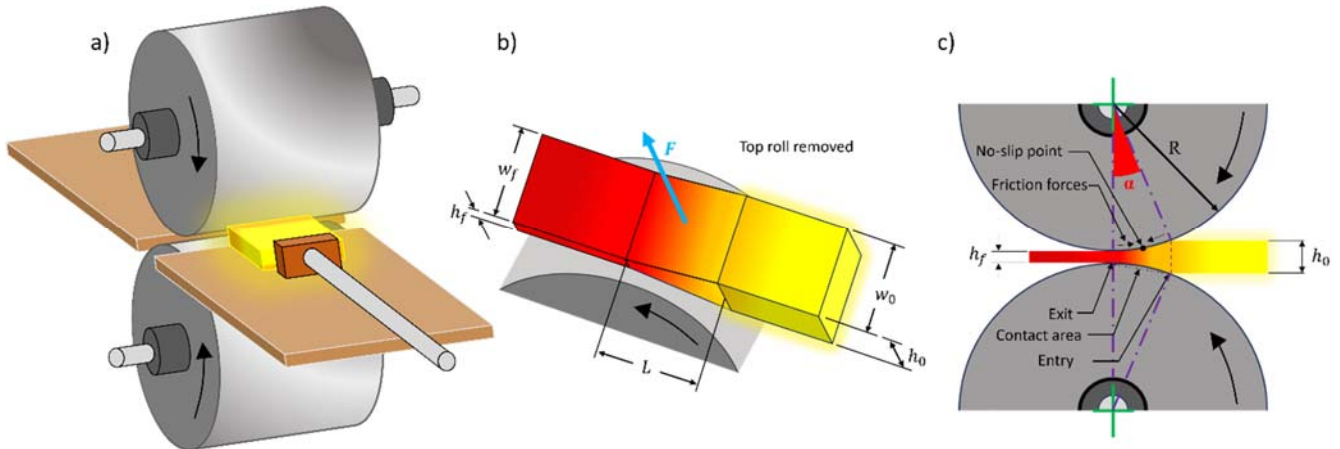 a)
b)
F
Top roll removed
w_f
h_f
L
w_0
h_0
c)
No-slip point
R
Friction forces
α
h_f
h_0
Exit
Contact area
Entry